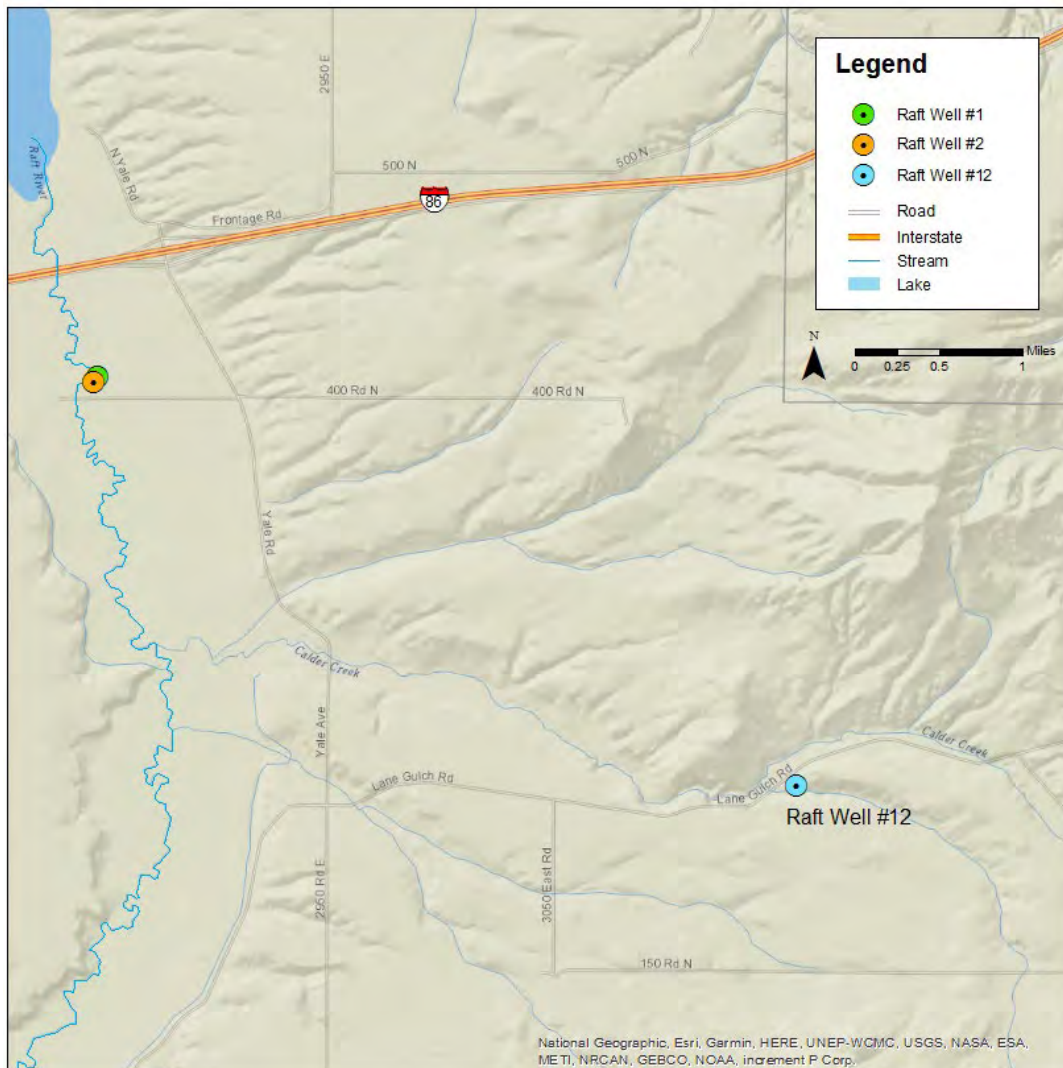 Legend
Raft Well #1
Raft Well #2
Raft Well #12
Road
Interstate
Stream
Lake
N
Miles
0 0.25 0.5 1
2950 E
N Yale Rd
Raft River
500 N
500 N
86
Frontage Rd
400 Rd N
400 Rd N
Yale Rd
Calder Creek
Yale Ave
Calder Creek
Lane Gulch Rd
Lane Gulch Rd
Raft Well #12
2950 Rd E
3050 East Rd
150 Rd N
National Geographic, Esri, Garmin, HERE, UNEP-WCMC, USGS, NASA, ESA,
METI, NRCAN, GEBCO, NOAA, increment P Corp.